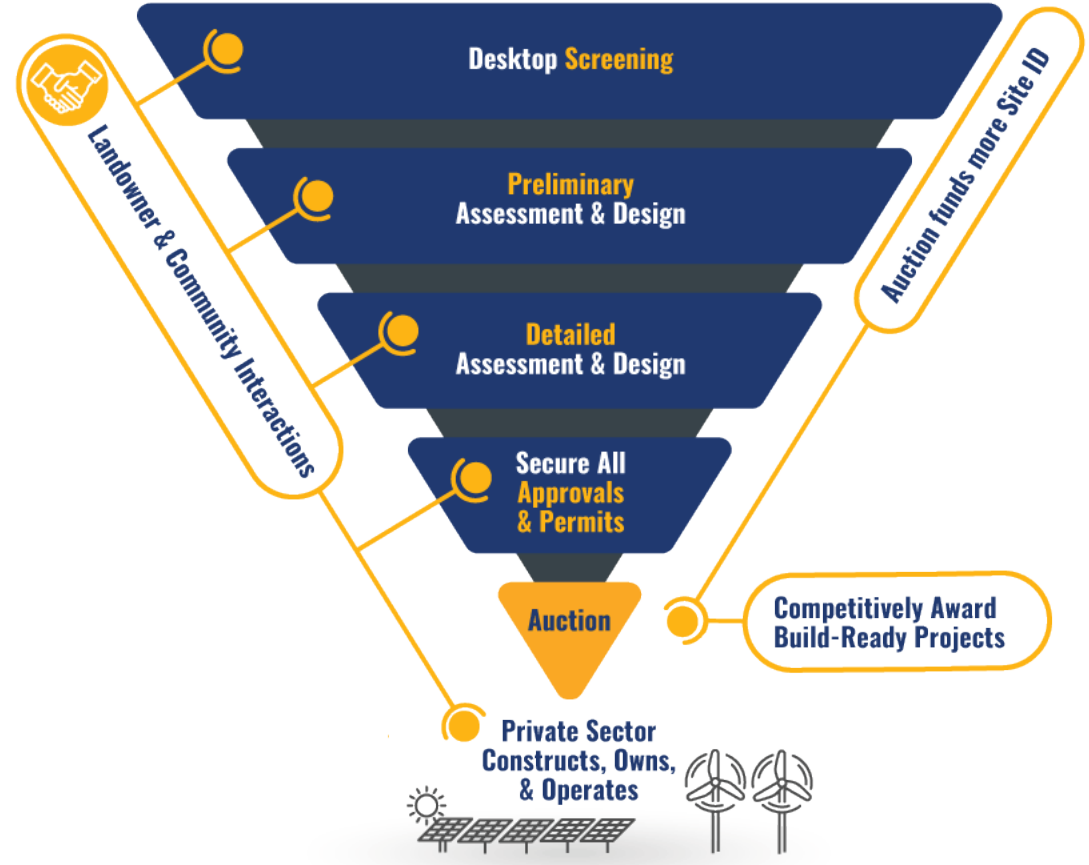 Desktop Screening
Preliminary
Assessment & Design
Detailed
Assessment & Design
Secure All
Approvals
& Permits
Auction
Landowner & Community Interactions
Auction funds more Site ID
Competitively Award
Build-Ready Projects
Private Sector
Constructs, Owns,
& Operates